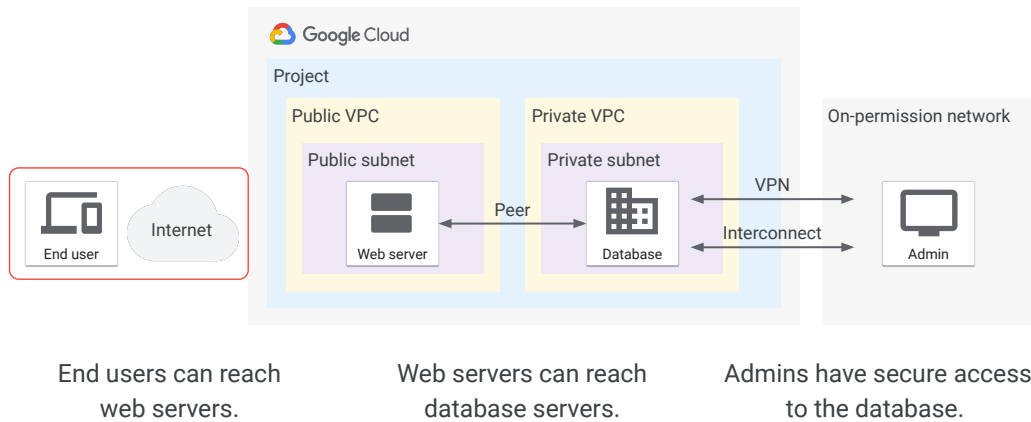 Google Cloud
Project
Public VPC
Private VPC
On-permission network
Public subnet
Private subnet
End user
Internet
Web server
Peer
Database
VPN
Interconnect
Admin
End users can reach
web servers.
Web servers can reach
database servers.
Admins have secure access
to the database.